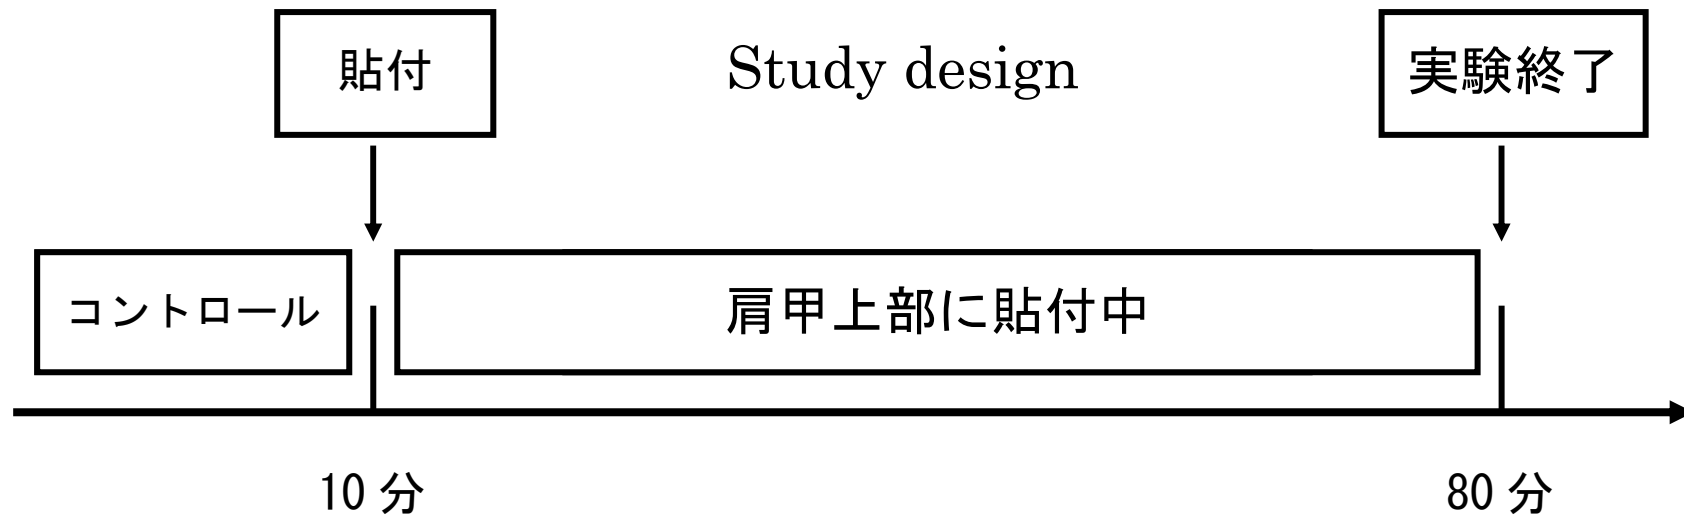 貼付
Study design
実験終了
コントロール
肩甲上部に貼付中
10 分
80 分